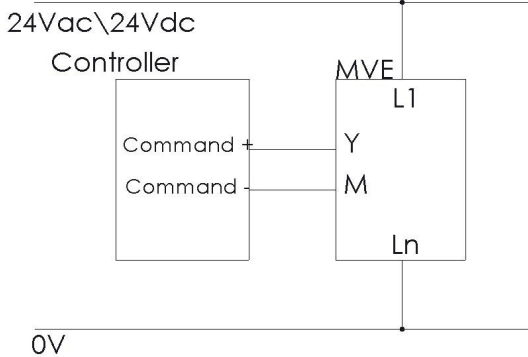 24Vac\24Vdc
Controller
MVE
L1
Command +
Y
Command -
M
Ln
0V